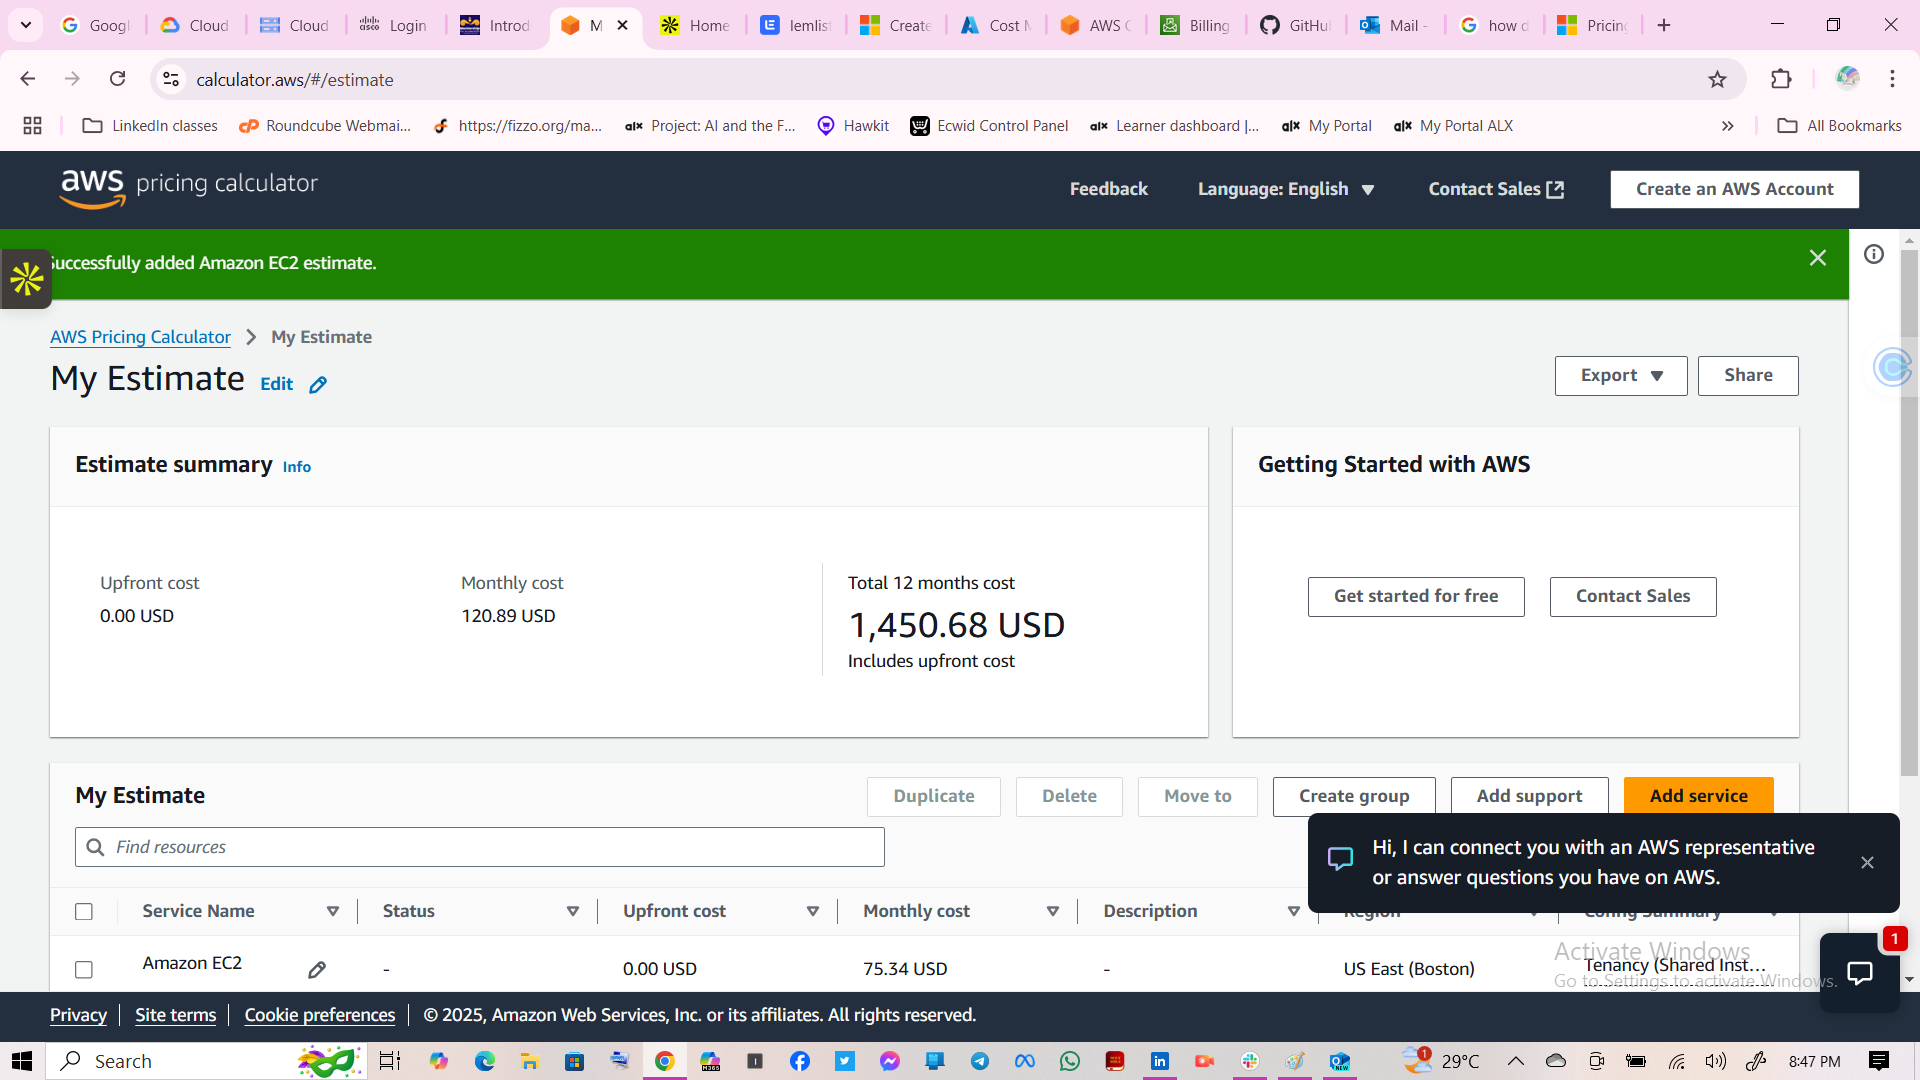 Googl
Cloud
Cloud
Login
Introd
M
Home
lemlist
Create
Cost M
AWS C
Billing
GitHu
Mail -
how d
Pricing
calculator.aws/#/estimate
LinkedIn classes
Roundcube Webmai...
https://fizzo.org/ma...
alx Project: AI and the F...
Hawkit
Ecwid Control Panel
alx Learner dashboard |...
alx My Portal
alx My Portal ALX
All Bookmarks
aws pricing calculator
Feedback
Language: English
Contact Sales
Create an AWS Account
Successfully added Amazon EC2 estimate.
AWS Pricing Calculator
My Estimate
My Estimate Edit
Export
Share
Estimate summary Info
Getting Started with AWS
Upfront cost
0.00 USD
Monthly cost
120.89 USD
Total 12 months cost
1,450.68 USD
Includes upfront cost
Get started for free
Contact Sales
My Estimate
Duplicate
Delete
Move to
Create group
Add support
Add service
Find resources
Hi, I can connect you with an AWS representative
or answer questions you have on AWS.
Service Name
Status
Upfront cost
Monthly cost
Description
Region
Config Summary
Amazon EC2
-
0.00 USD
75.34 USD
-
US East (Boston)
Tenancy (Shared Inst...
Activate Windows
Go to Settings to activate Windows.
1
Privacy
Site terms
Cookie preferences
© 2025, Amazon Web Services, Inc. or its affiliates. All rights reserved.
Search
1
29°C
8:47 PM